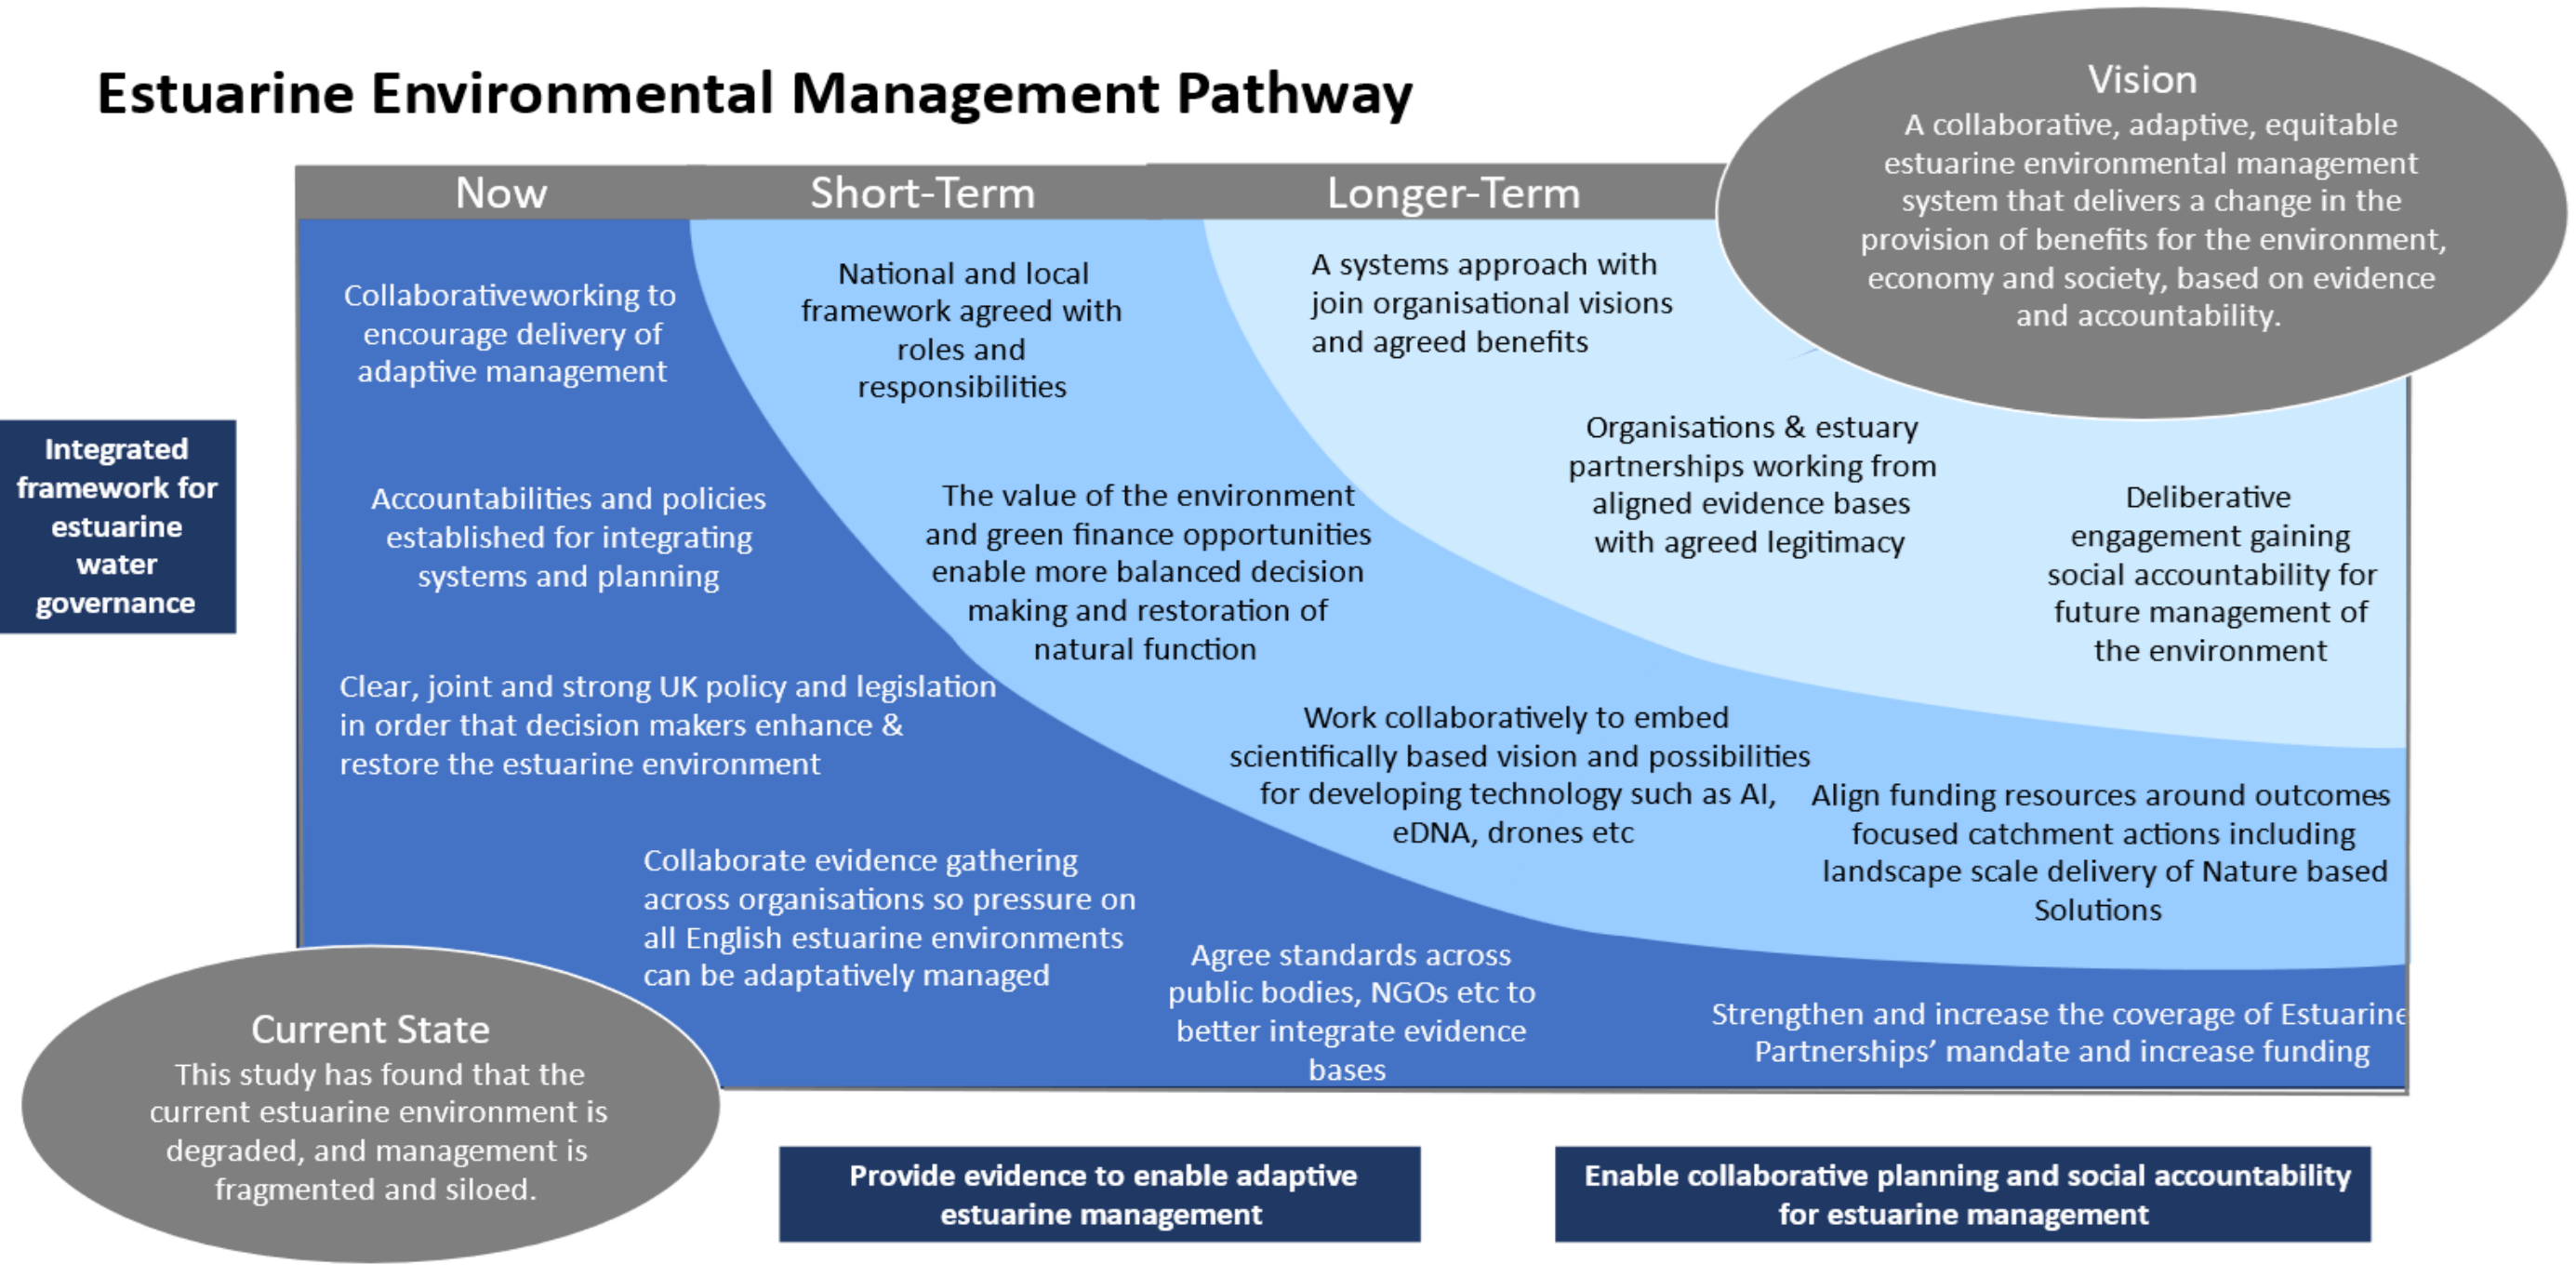 Estuarine Environmental Management Pathway
Vision
A collaborative, adaptive, equitable
estuarine environmental management
system that delivers a change in the
provision of benefits for the environment,
economy and society, based on evidence
and accountability.
Now
Short-Term
Longer-Term
Collaborativeworking to
encourage delivery of
adaptive management
National and local
framework agreed with
roles and
responsibilities
A systems approach with
join organisational visions
and agreed benefits
Integrated
framework for
estuarine
water
governance
Accountabilities and policies
established for integrating
systems and planning
The value of the environment
and green finance opportunities
enable more balanced decision
making and restoration of
natural function
Organisations & estuary
partnerships working from
aligned evidence bases
with agreed legitimacy
Deliberative
engagement gaining
social accountability for
future management of
the environment
Clear, joint and strong UK policy and legislation
in order that decision makers enhance &
restore the estuarine environment
Work collaboratively to embed
scientifically based vision and possibilities
for developing technology such as AI,
eDNA, drones etc
Align funding resources around outcomes
focused catchment actions including
landscape scale delivery of Nature based
Solutions
Collaborate evidence gathering
across organisations so pressure on
all English estuarine environments
can be adaptatively managed
Agree standards across
public bodies, NGOs etc to
better integrate evidence
bases
Strengthen and increase the coverage of Estuarine
Partnerships’ mandate and increase funding
Current State
This study has found that the
current estuarine environment is
degraded, and management is
fragmented and siloed.
Provide evidence to enable adaptive
estuarine management
Enable collaborative planning and social accountability
for estuarine management